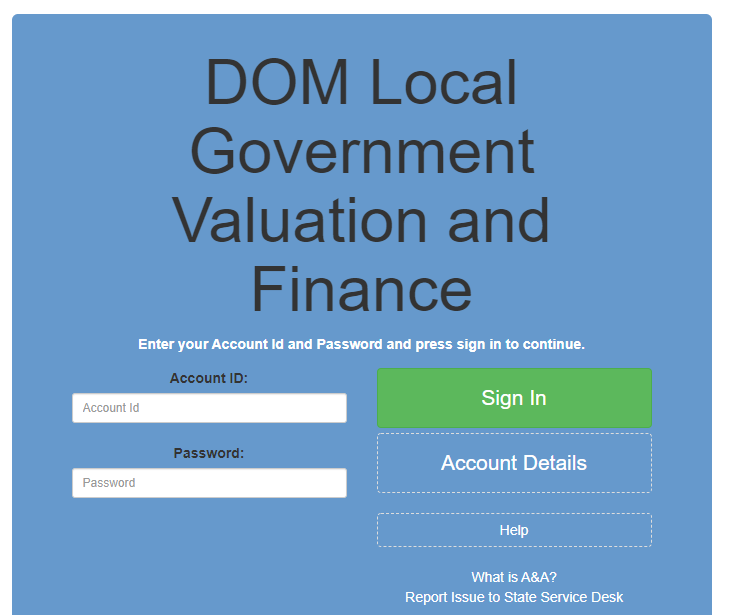 DOM Local
Government
Valuation and
Finance
Enter your Account Id and Password and press sign in to continue.
Account ID:
Account Id
Password:
Password
Sign In
Account Details
Help
What is A&A?
Report Issue to State Service Desk